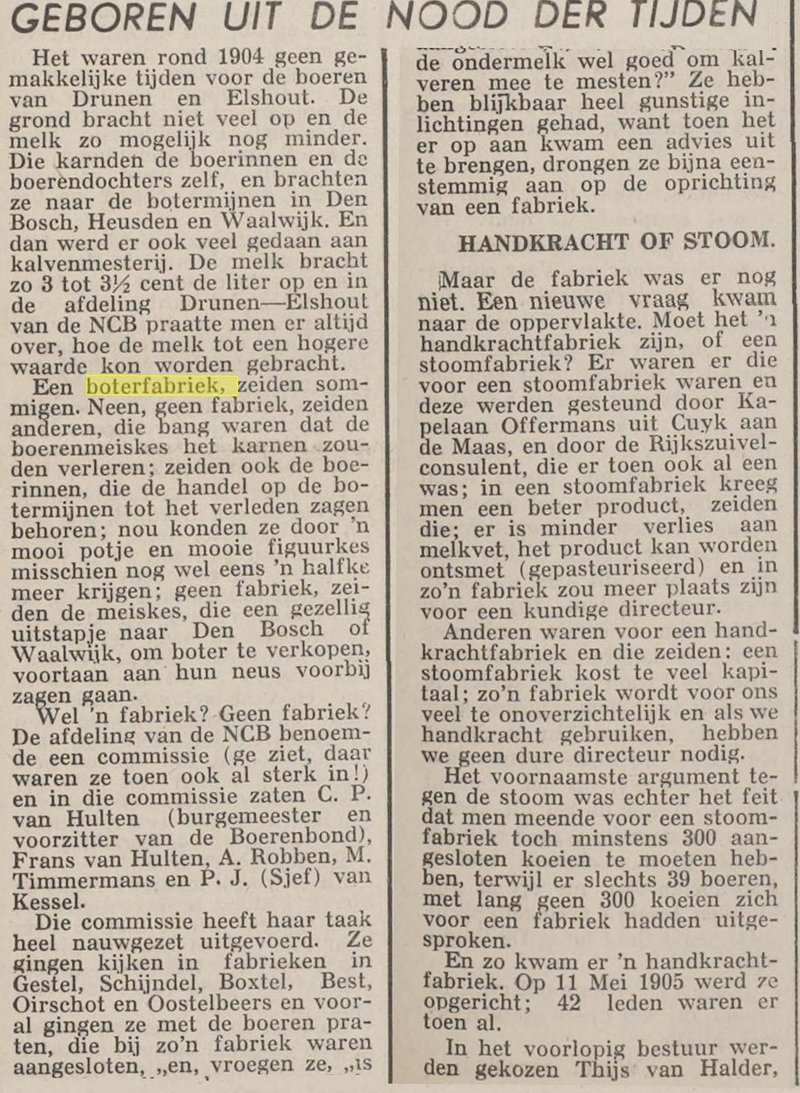 GEBOREN UIT DE NOOD DER TIJDEN
Het waren rond 1904 geen ge-
makkelijke tijden voor de boeren
van Drunen en Elshout. De
grond bracht niet veel op en de
melk zo mogelijk nog minder.
Die karnden de boerinnen en de
boerendochters zelf, en brachten
ze naar de botermijnen in Den
Bosch, Heusden en Waalwijk. En
dan werd er ook veel gedaan aan
kalvenmesterij. De melk bracht
zo 3 tot 3½ cent de liter op en in
de afdeling Drunen—Elshout
van de NCB praatte men er altijd
over, hoe de melk tot een hogere
waarde kon worden gebracht.
Een boterfabriek, zeiden som-
migen. Neen, geen fabriek, zeiden
anderen, die bang waren dat de
boerenmeiskes het karnen zou-
den verleren; zeiden ook de boe-
rinnen, die de handel op de bo-
termijnen tot het verleden zagen
behoren; nou konden ze door 'n
mooi potje en mooie figuurkes
misschien nog wel eens 'n halfke
meer krijgen; geen fabriek, zei-
den de meiskes, die een gezellig
uitstapje naar Den Bosch of
Waalwijk, om boter te verkopen,
voortaan aan hun neus voorbij
zagen gaan.
Wel 'n fabriek? Geen fabriek?
De afdeling van de NCB benoem-
de een commissie (ge ziet, daar
waren ze toen ook al sterk in!)
en in die commissie zaten C. P.
van Hulten (burgemeester en
voorzitter van de Boerenbond),
Frans van Hulten, A. Robben, M.
Timmermans en P. J. (Sjef) van
Kessel.
Die commissie heeft haar taak
heel nauwgezet uitgevoerd. Ze
gingen kijken in fabrieken in
Gestel, Schijndel, Boxtel, Best,
Oirschot en Oostelbeers en voor-
al gingen ze met de boeren pra-
ten, die bij zo'n fabriek waren
aangesloten, „en, vroegen ze, „is
de ondermelk wel goed om kal-
veren mee te mesten?” Ze heb-
ben blijkbaar heel gunstige in-
lichtingen gehad, want toen het
er op aan kwam een advies uit
te brengen, drongen ze bijna een-
stemmig aan op de oprichting
van een fabriek.
HANDKRACHT OF STOOM.
Maar de fabriek was er nog
niet. Een nieuwe vraag kwam
naar de oppervlakte. Moet het 'n
handkrachtfabriek zijn, of een
stoomfabriek? Er waren er die
voor een stoomfabriek waren en
deze werden gesteund door Ka-
pelaan Offermans uit Cuyk aan
de Maas, en door de Rijkszuivel-
consulent, die er toen ook al een
was; in een stoomfabriek kreeg
men een beter product, zeiden
die; er is minder verlies aan
melkvet, het product kan worden
ontsmet (gepasteuriseerd) en in
zo'n fabriek zou meer plaats zijn
voor een kundige directeur.
Anderen waren voor een hand-
krachtfabriek en die zeiden: een
stoomfabriek kost te veel kapi-
taal; zo'n fabriek wordt voor ons
veel te onoverzichtelijk en als we
handkracht gebruiken, hebben
we geen dure directeur nodig.
Het voornaamste argument te-
gen de stoom was echter het feit
dat men meende voor een stoom-
fabriek toch minstens 300 aan-
gesloten koeien te moeten heb-
ben, terwijl er slechts 39 boeren,
met lang geen 300 koeien zich
voor een fabriek hadden uitge-
sproken.
En zo kwam er 'n handkracht-
fabriek. Op 11 Mei 1905 werd ze
opgericht; 42 leden waren er
toen al.
In het voorlopig bestuur wer-
den gekozen Thijs van Halder,